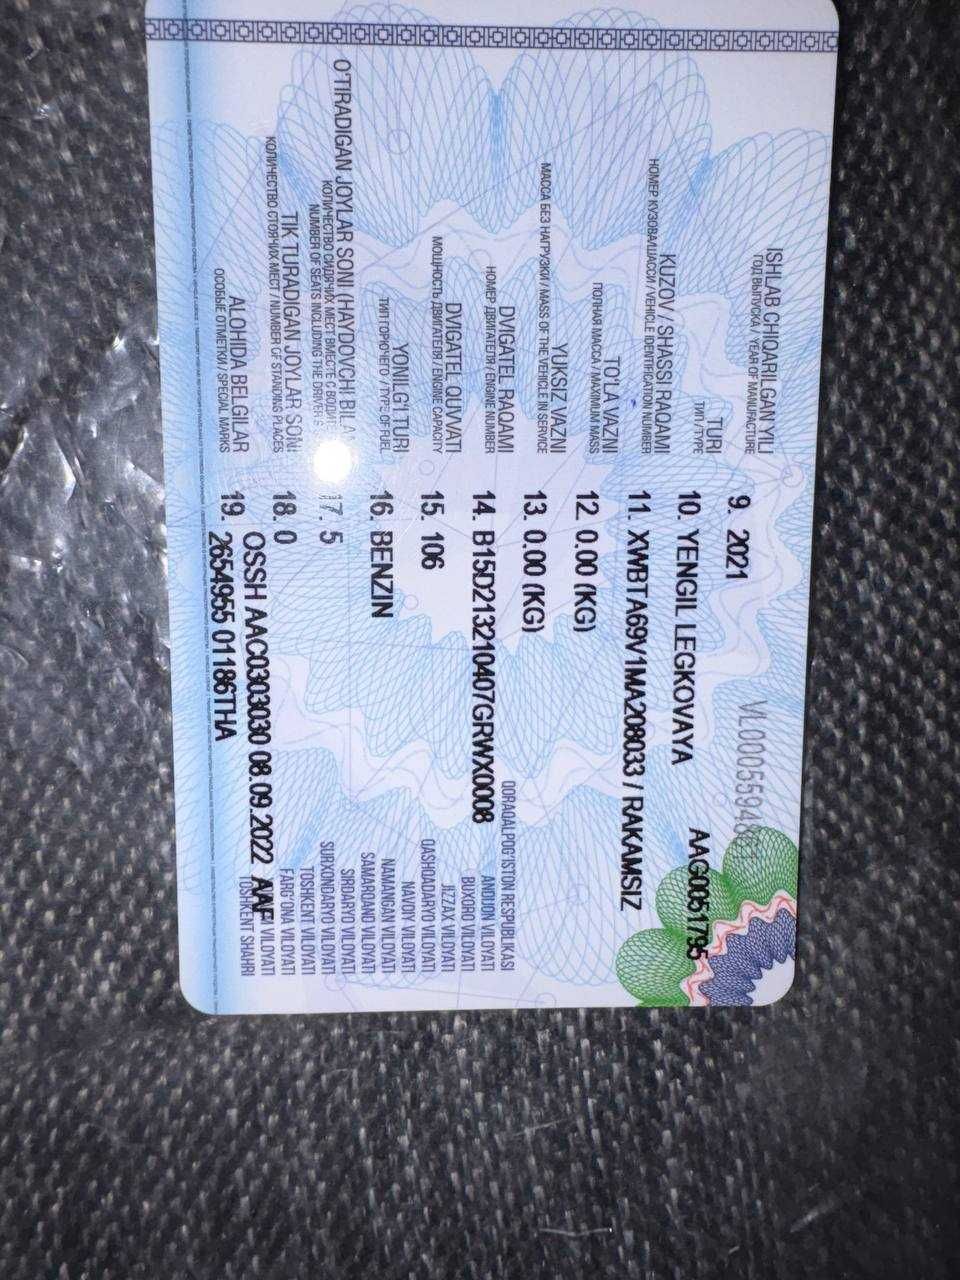 VL0005594
AAG0051795
ISHLAB CHIQARILGAN YILI 9. 2021
ГОД ВЫПУСКА / YEAR OF MANUFACTURE
TURI 10. YENGIL LEGKOVAYA
ТИП / TYPE
KUZOV / SHASSI RAQAMI 11. XWBTA69V1MA208033 / RAKAMSIZ
НОМЕР КУЗОВА/ШАССИ / VEHICLE IDENTIFICATION NUMBER
TO'LA VAZNI 12. 0.00 (KG)
ПОЛНАЯ МАССА / MAXIMUM MASS
YUKSIZ VAZNI 13. 0.00 (KG)
МАССА БЕЗ НАГРУЗКИ / MASS OF THE VEHICLE IN SERVICE
DVIGATEL RAQAMI 14. B15D213210407GRWX0008
НОМЕР ДВИГАТЕЛЯ / ENGINE NUMBER
DVIGATEL QUVVATI 15. 106
МОЩНОСТЬ ДВИГАТЕЛЯ / ENGINE CAPACITY
YONILG'I TURI 16. BENZIN
ТИП ГОРЮЧЕГО / TYPE OF FUEL
O'TIRADIGAN JOYLAR SONI (HAYDOVCHI BILA 17. 5
КОЛИЧЕСТВО СИДЯЧИХ МЕСТ ВМЕСТЕ С ВОДИ
NUMBER OF SEATS INCLUDING THE DRIVER
TIK TURADIGAN JOYLAR SONI 18. 0
КОЛИЧЕСТВО СТОЯЧИХ МЕСТ / NUMBER OF STANDING PLACES
ALOHIDA BELGILAR 19. OSSH AAC0303030 08.09.2022 AAF
ОСОБЫЕ ОТМЕТКИ / SPECIAL MARKS 2654955 01186THA
QORAQALPOG'ISTON RESPUBLIKASI
ANDIJON VILOYATI
BUXORO VILOYATI
JIZZAX VILOYATI
QASHQADARYO VILOYATI
NAVOIY VILOYATI
NAMANGAN VILOYATI
SAMARQAND VILOYATI
SIRDARYO VILOYATI
SURXONDARYO VILOYATI
TOSHKENT VILOYATI
FARG'ONA VILOYATI
TOSHKENT SHAHRI